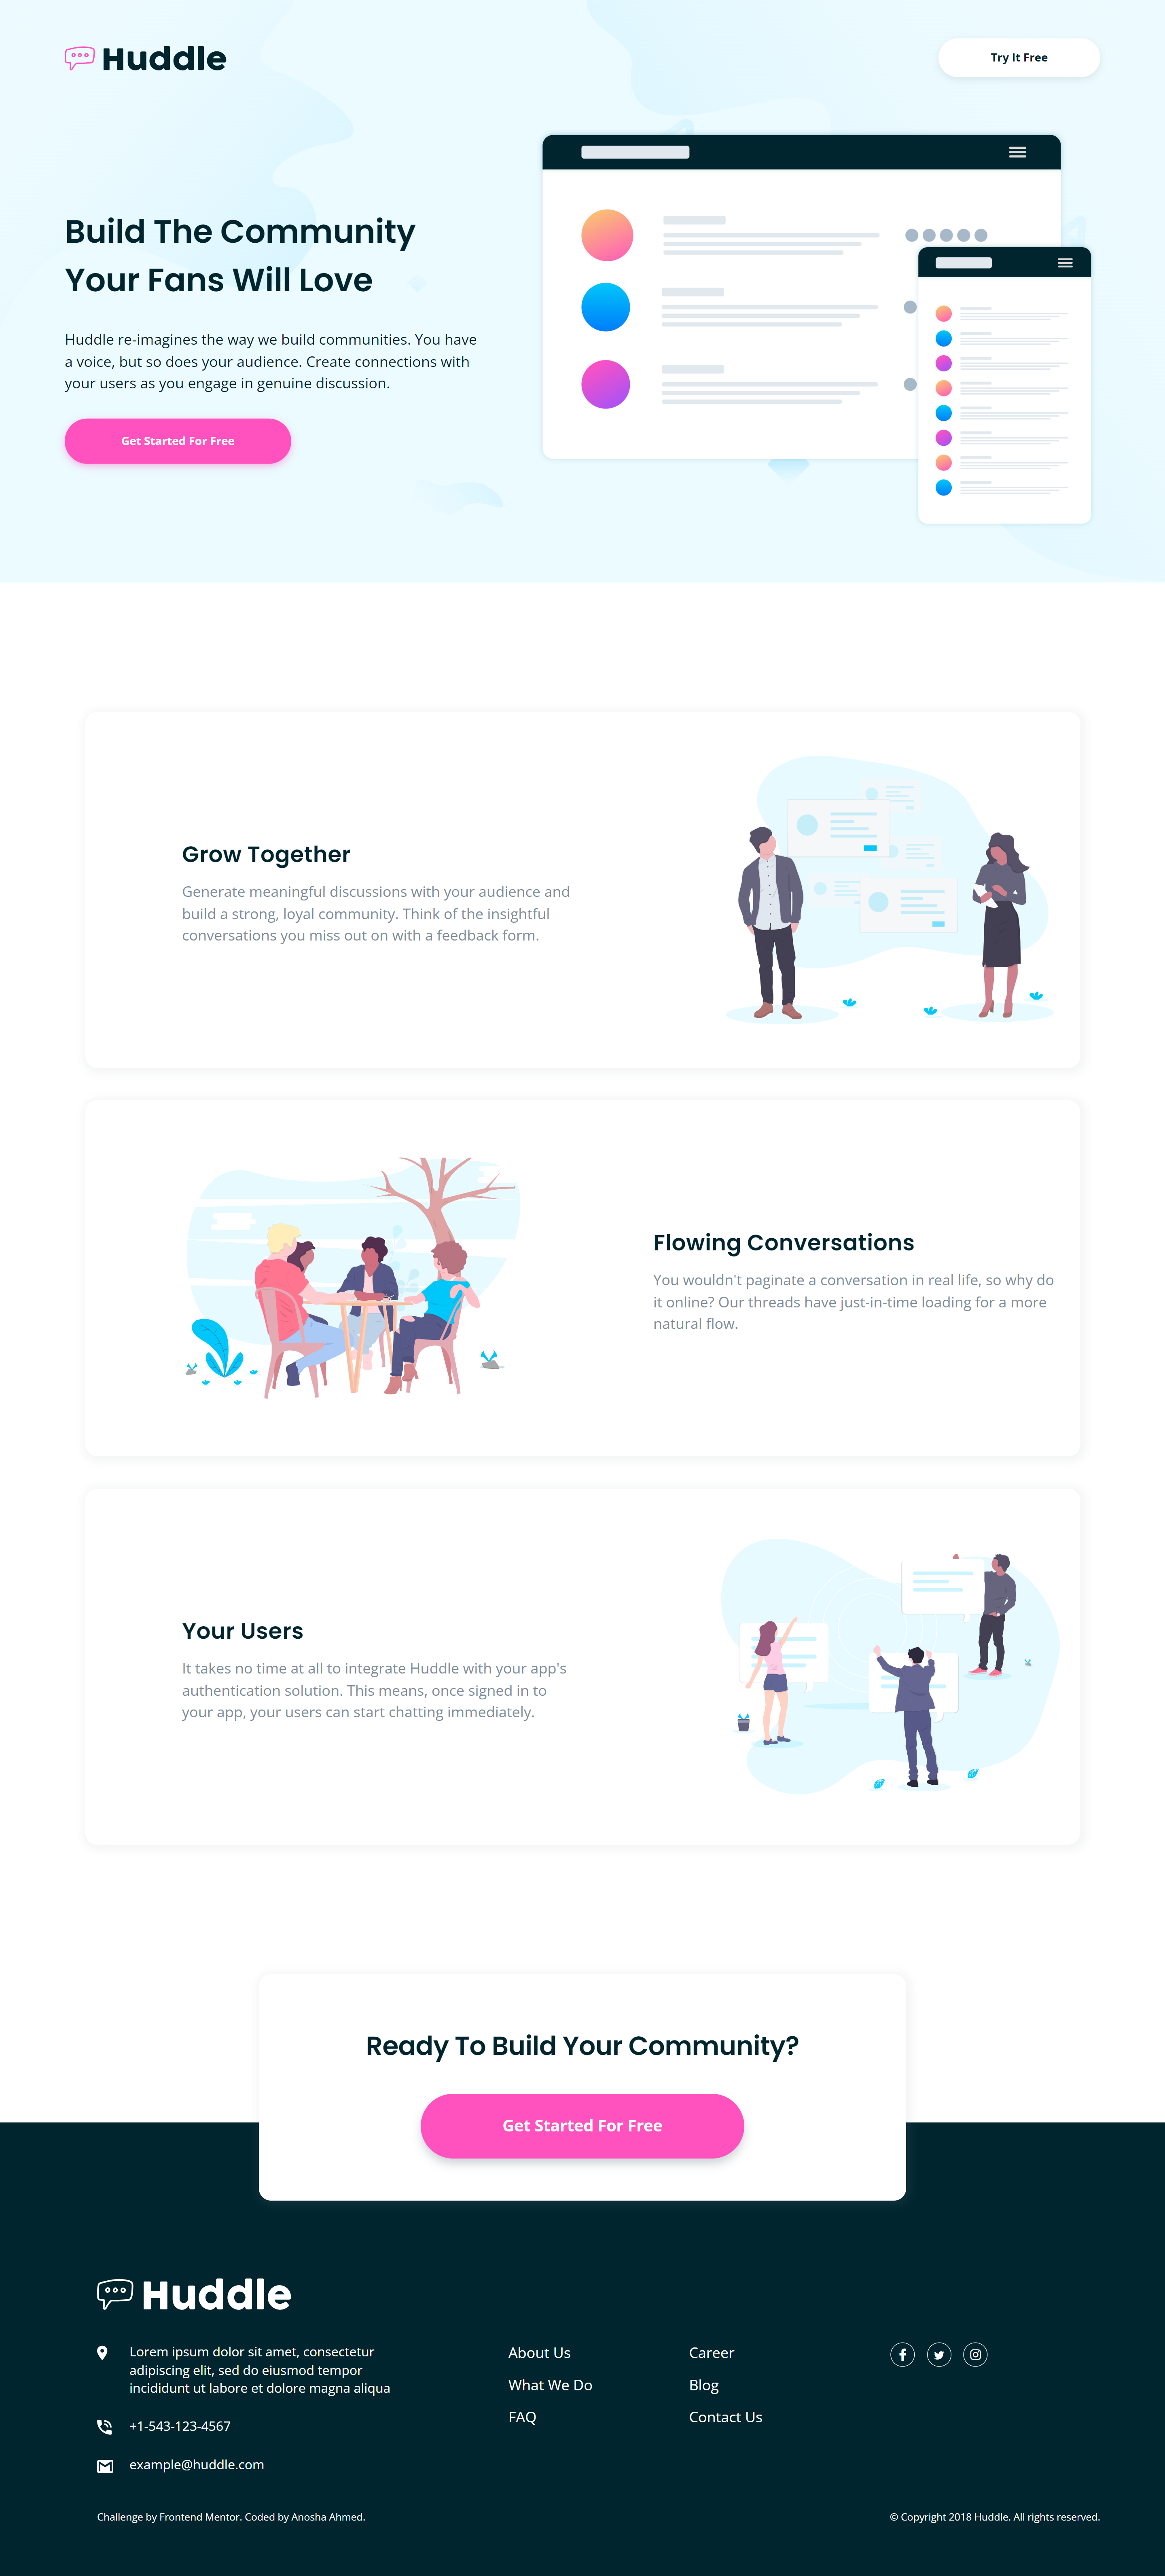 Huddle
Try It Free
Build The Community
Your Fans Will Love
Huddle re-imagines the way we build communities. You have
a voice, but so does your audience. Create connections with
your users as you engage in genuine discussion.
Get Started For Free
Grow Together
Generate meaningful discussions with your audience and
build a strong, loyal community. Think of the insightful
conversations you miss out on with a feedback form.
Flowing Conversations
You wouldn't paginate a conversation in real life, so why do
it online? Our threads have just-in-time loading for a more
natural flow.
Your Users
It takes no time at all to integrate Huddle with your app's
authentication solution. This means, once signed in to
your app, your users can start chatting immediately.
Ready To Build Your Community?
Get Started For Free
Huddle
Lorem ipsum dolor sit amet, consectetur
adipiscing elit, sed do eiusmod tempor
incididunt ut labore et dolore magna aliqua
+1-543-123-4567
example@huddle.com
About Us
What We Do
FAQ
Career
Blog
Contact Us
Challenge by Frontend Mentor. Coded by Anosha Ahmed.
© Copyright 2018 Huddle. All rights reserved.